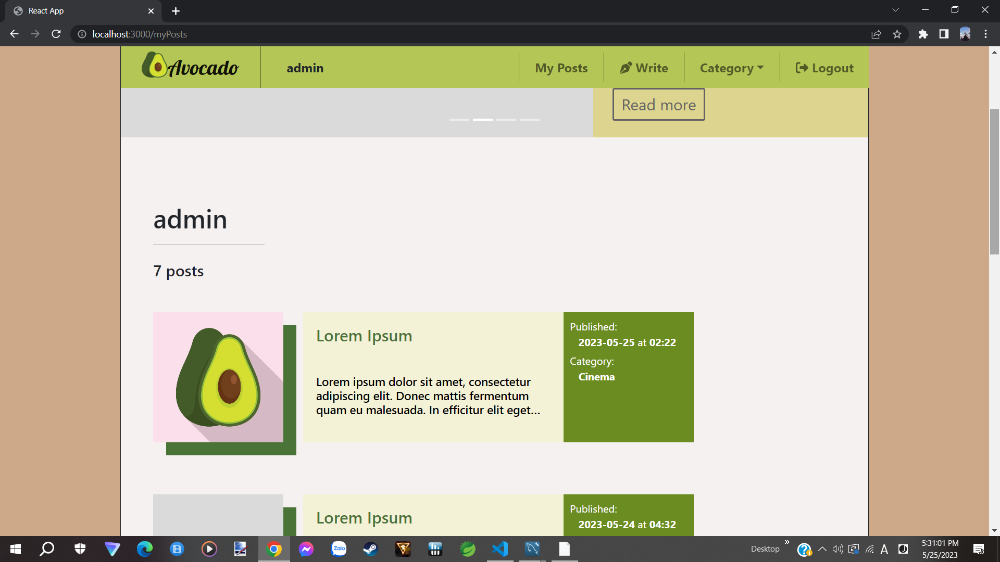 React App
localhost:3000/myPosts
Avocado
admin
My Posts
Write
Category
Logout
Read more
admin
7 posts
Lorem Ipsum
Lorem ipsum dolor sit amet, consectetur
adipiscing elit. Donec mattis fermentum
quam eu malesuada. In efficitur elit eget...
Published:
2023-05-25 at 02:22
Category:
Cinema
Lorem Ipsum
Published:
2023-05-24 at 04:32
Zalo
Desktop
A
J
5:31:01 PM
5/25/2023